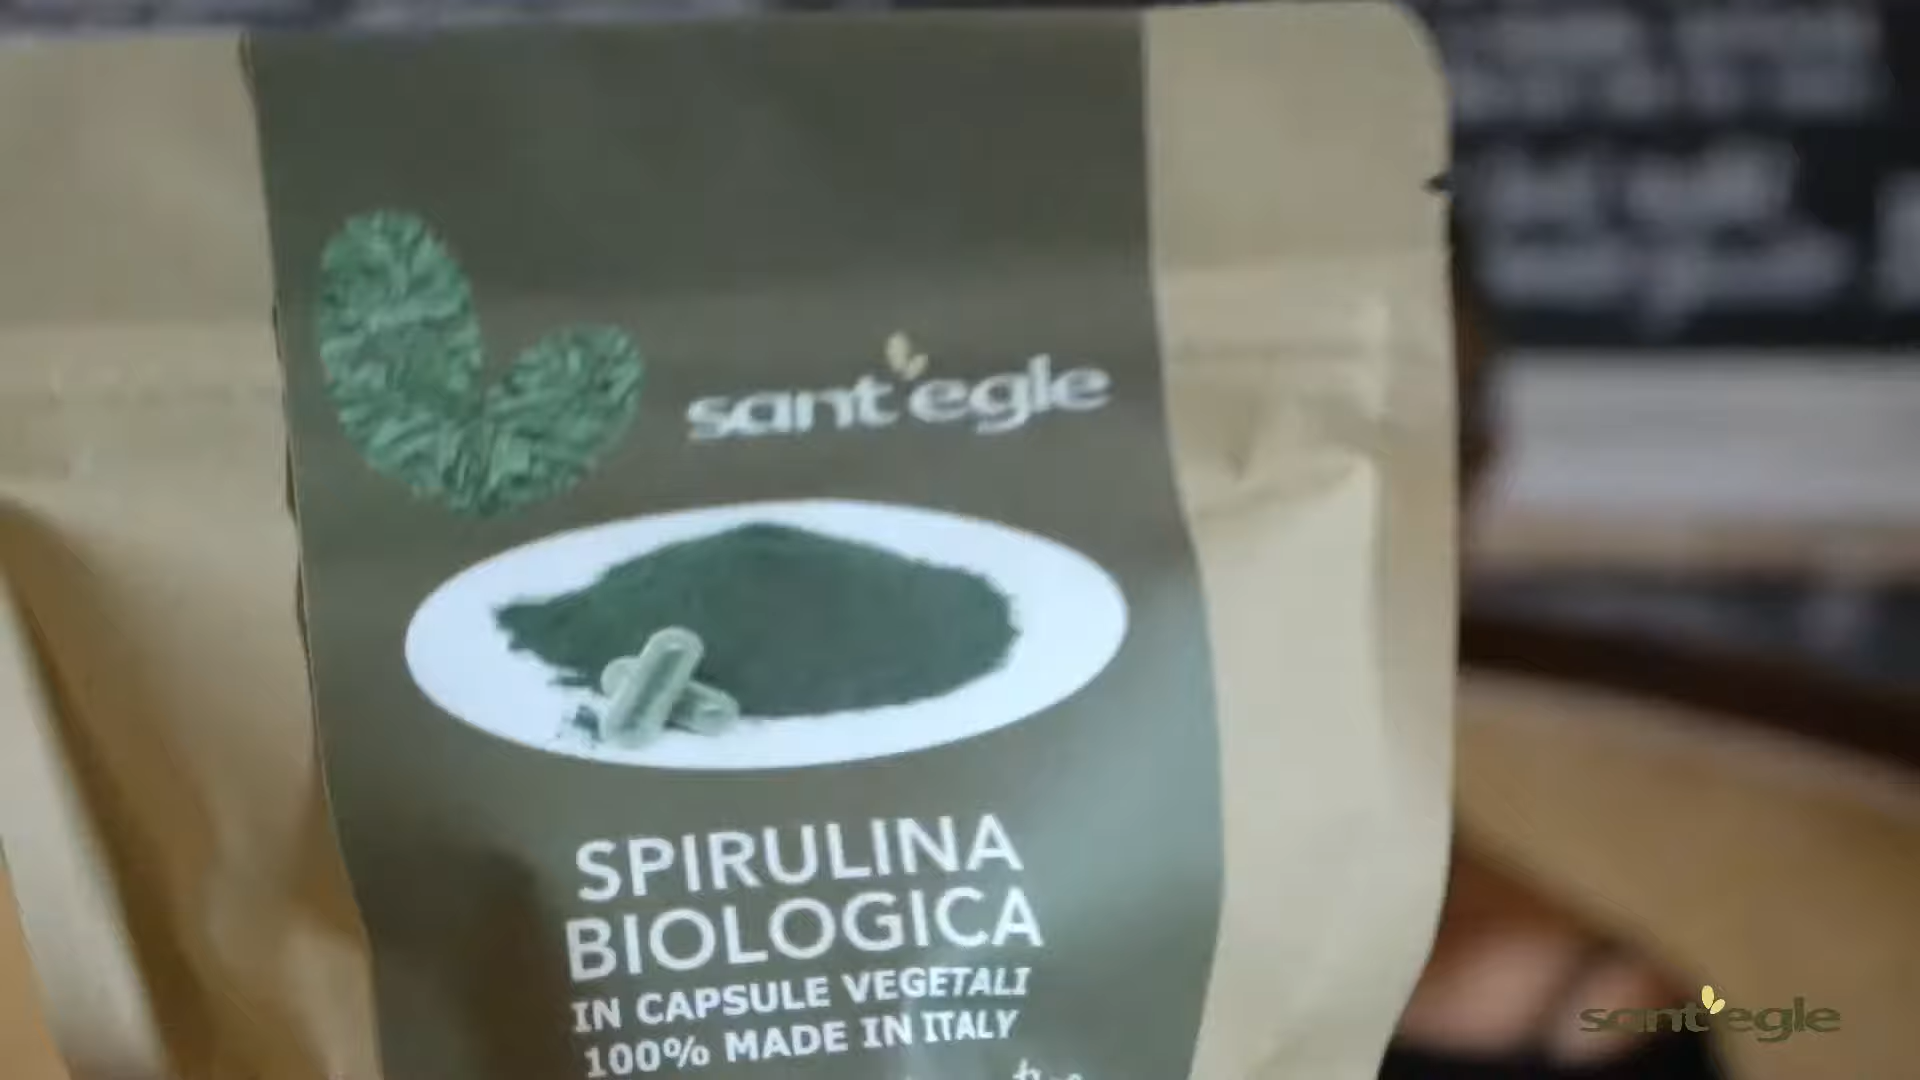 sant'egle
SPIRULINA
BIOLOGICA
IN CAPSULE VEGETALI
100% MADE IN ITALY
sant'egle